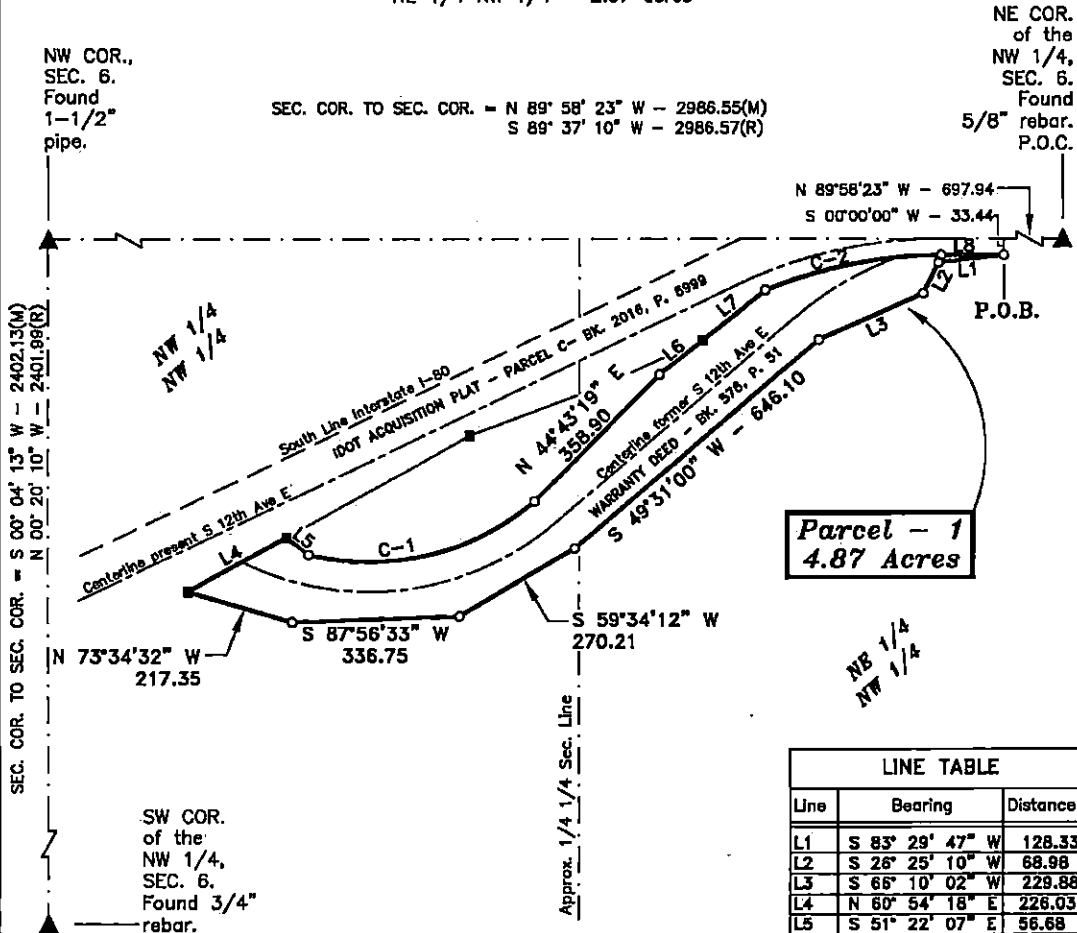 NW COR.,
SEC. 6.
Found
1-1/2"
pipe.
SEC. COR. TO SEC. COR. = N 89° 58' 23" W - 2986.55(M)
S 89° 37' 10" W - 2986.57(R)
NE COR.
of the
NW 1/4,
SEC. 6.
Found
5/8" rebar.
P.O.C.
N 89°58'23" W - 697.94
S 00°00'00" W - 33.44
L8
L1
L2
C-2
P.O.B.
L7
L3
NW 1/4
NW 1/4
South Line Interstate I-80
IDOT ACQUISITION PLAT - PARCEL C- BK. 2016, P. 6999
Centerline present S 12th Ave E
L6
N 44°43'19" E
358.90
Centerline former S 12th Ave E
WARRANTY DEED - BK. 576, P. 51
S 49°31'00" W - 646.10
L5
C-1
L4
Parcel - 1
4.87 Acres
S 59°34'12" W
270.21
S 87°56'33" W
336.75
N 73°34'32" W
217.35
NE 1/4
NW 1/4
SEC. COR. TO SEC. COR. = S 00° 04' 13" W - 2402.13(M)
N 00° 20' 10" W - 2401.99(R)
Approx. 1/4 1/4 Sec. Line
SW COR.
of the
NW 1/4,
SEC. 6.
Found 3/4"
rebar.
LINE TABLE
Line Bearing Distance
L1 S 83° 29' 47" W 128.33
L2 S 26° 25' 10" W 68.98
L3 S 66° 10' 02" W 229.88
L4 N 60° 54' 18" E 226.03
L5 S 51° 22' 07" E 56.68